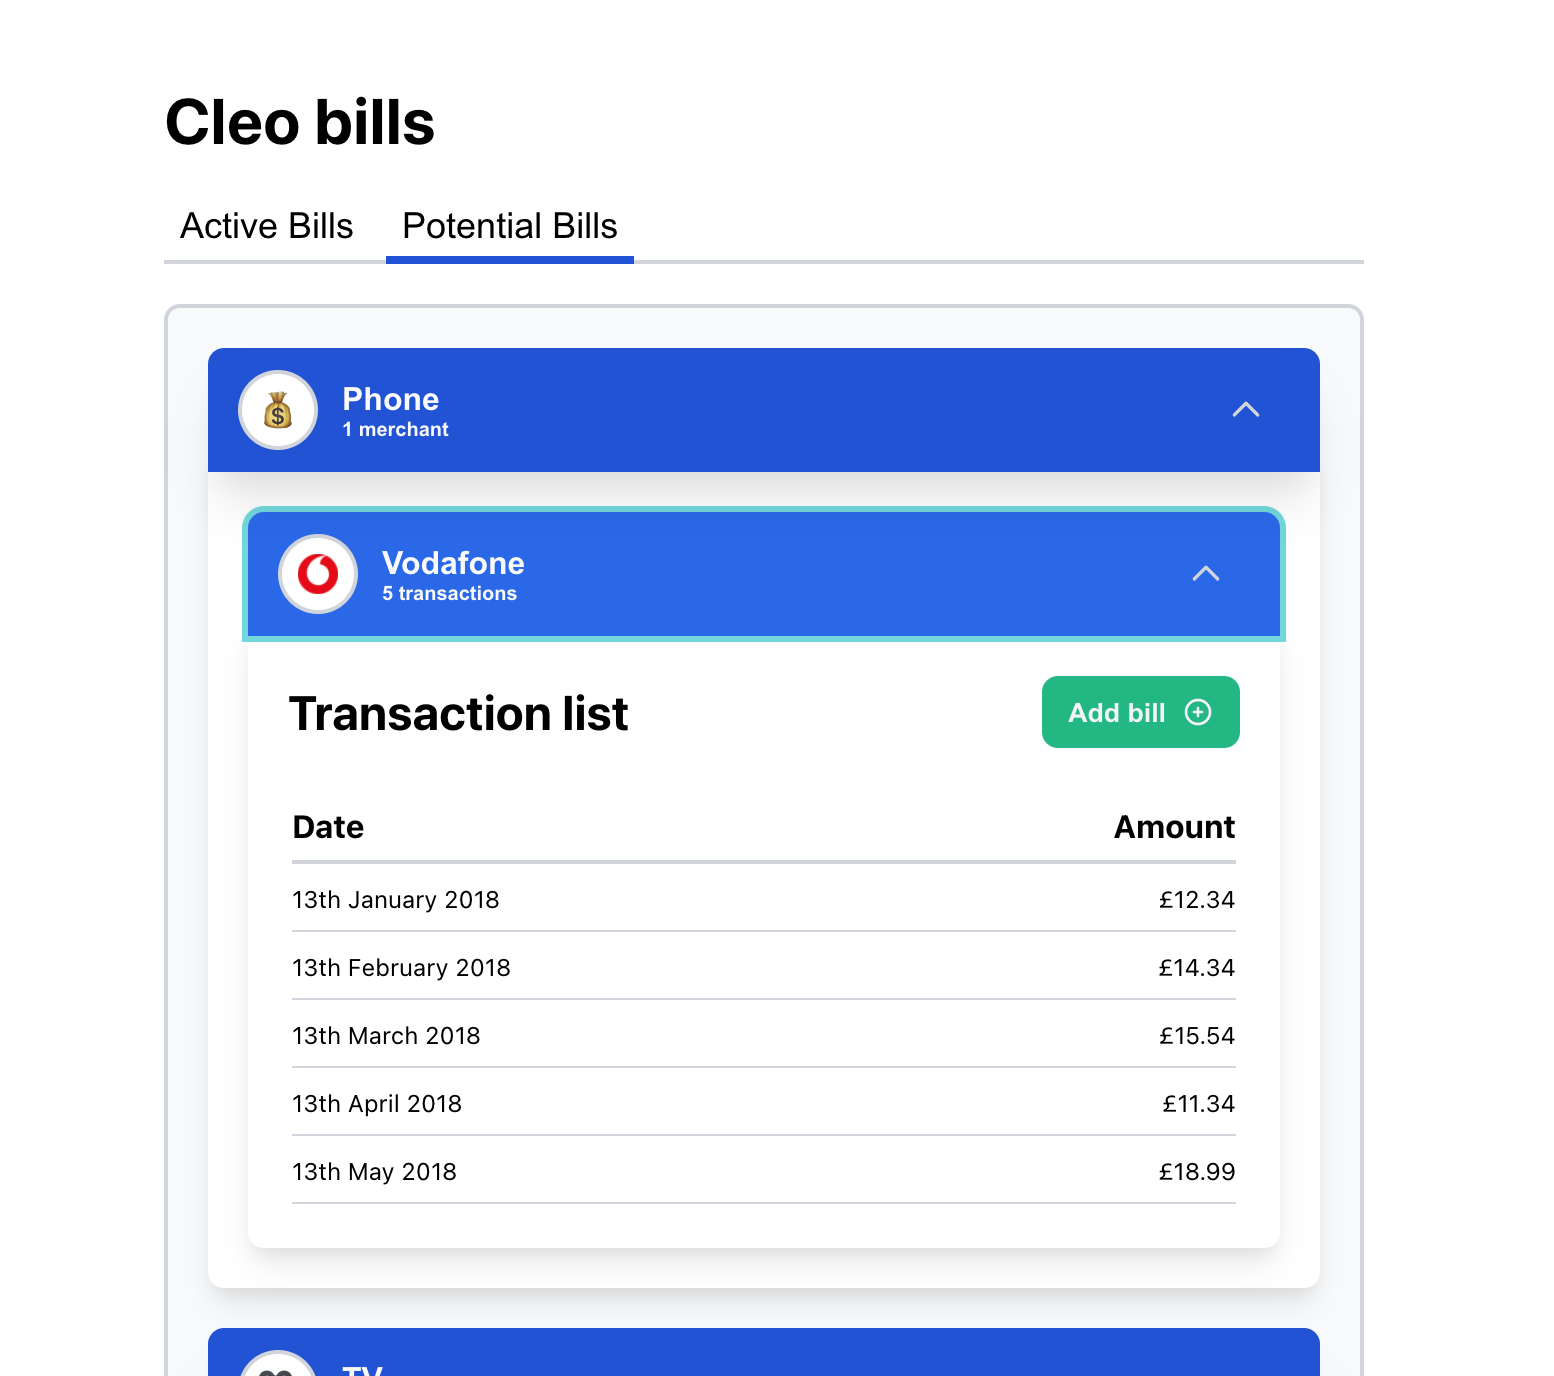 Cleo bills
Active Bills Potential Bills
Phone
1 merchant
Vodafone
5 transactions
Transaction list
Add bill
Date Amount
13th January 2018 £12.34
13th February 2018 £14.34
13th March 2018 £15.54
13th April 2018 £11.34
13th May 2018 £18.99
TV